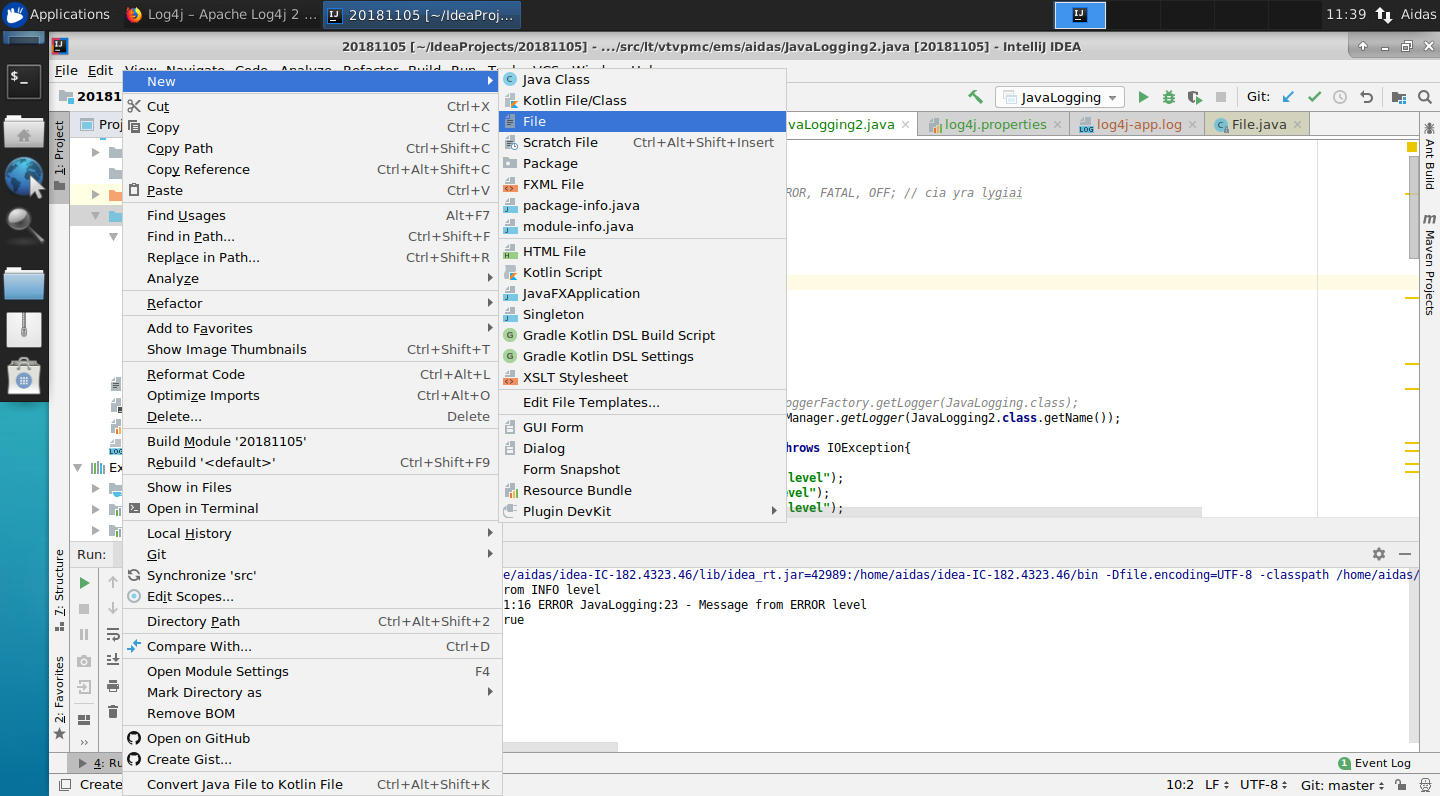 Applications
Log4j – Apache Log4j 2 ...
20181105 [~/IdeaProj...
11:39
Aidas
20181105 [~/IdeaProjects/20181105] - .../src/lt/vtvpmc/ems/aidas/JavaLogging2.java [20181105] - IntelliJ IDEA
File Edit View Navigate Code Analyze Refactor Build Run Tools VCS Window Help
20181
JavaLogging
Git:
1: Project
Proj
vaLogging2.java
log4j.properties
log4j-app.log
File.java
Ant Build
Maven Projects
New
Cut Ctrl+X
Copy Ctrl+C
Copy Path Ctrl+Shift+C
Copy Reference Ctrl+Alt+Shift+C
Paste Ctrl+V
Find Usages Alt+F7
Find in Path... Ctrl+Shift+F
Replace in Path... Ctrl+Shift+R
Analyze
Refactor
Add to Favorites
Show Image Thumbnails Ctrl+Shift+T
Reformat Code Ctrl+Alt+L
Optimize Imports Ctrl+Alt+O
Delete... Delete
Build Module '20181105'
Rebuild '<default>' Ctrl+Shift+F9
Show in Files
Open in Terminal
Local History
Git
Synchronize 'src'
Edit Scopes...
Directory Path Ctrl+Alt+Shift+2
Compare With... Ctrl+D
Open Module Settings F4
Mark Directory as
Remove BOM
Open on GitHub
Create Gist...
Convert Java File to Kotlin File Ctrl+Alt+Shift+K
Java Class
Kotlin File/Class
File
Scratch File Ctrl+Alt+Shift+Insert
Package
FXML File
package-info.java
module-info.java
HTML File
Kotlin Script
JavaFXApplication
Singleton
Gradle Kotlin DSL Build Script
Gradle Kotlin DSL Settings
XSLT Stylesheet
Edit File Templates...
GUI Form
Dialog
Form Snapshot
Resource Bundle
Plugin DevKit
ROR, FATAL, OFF; // cia yra lygiai
oggerFactory.getLogger(JavaLogging.class);
Manager.getLogger(JavaLogging2.class.getName());
hrows IOException{
level");
evel");
level");
Ex
Run:
7: Structure
2: Favorites
e/aidas/idea-IC-182.4323.46/lib/idea_rt.jar=42989:/home/aidas/idea-IC-182.4323.46/bin -Dfile.encoding=UTF-8 -classpath /home/aidas/
rom INFO level
1:16 ERROR JavaLogging:23 - Message from ERROR level
rue
4: Ru
1 Event Log
Create
10:2 LF UTF-8 Git: master